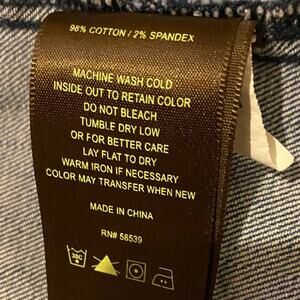 98% COTTON / 2% SPANDEX
MACHINE WASH COLD
INSIDE OUT TO RETAIN COLOR
DO NOT BLEACH
TUMBLE DRY LOW
OR FOR BETTER CARE
LAY FLAT TO DRY
WARM IRON IF NECESSARY
COLOR MAY TRANSFER WHEN NEW
MADE IN CHINA
RN# 58539
30C